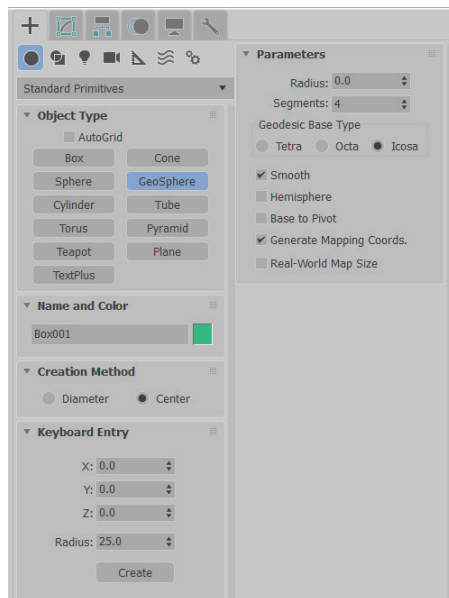 Standard Primitives
Object Type
AutoGrid
Box Cone
Sphere GeoSphere
Cylinder Tube
Torus Pyramid
Teapot Plane
TextPlus
Name and Color
Box001
Creation Method
Diameter Center
Keyboard Entry
X: 0.0
Y: 0.0
Z: 0.0
Radius: 25.0
Create
Parameters
Radius: 0.0
Segments: 4
Geodesic Base Type
Tetra Octa Icosa
Smooth
Hemisphere
Base to Pivot
Generate Mapping Coords.
Real-World Map Size